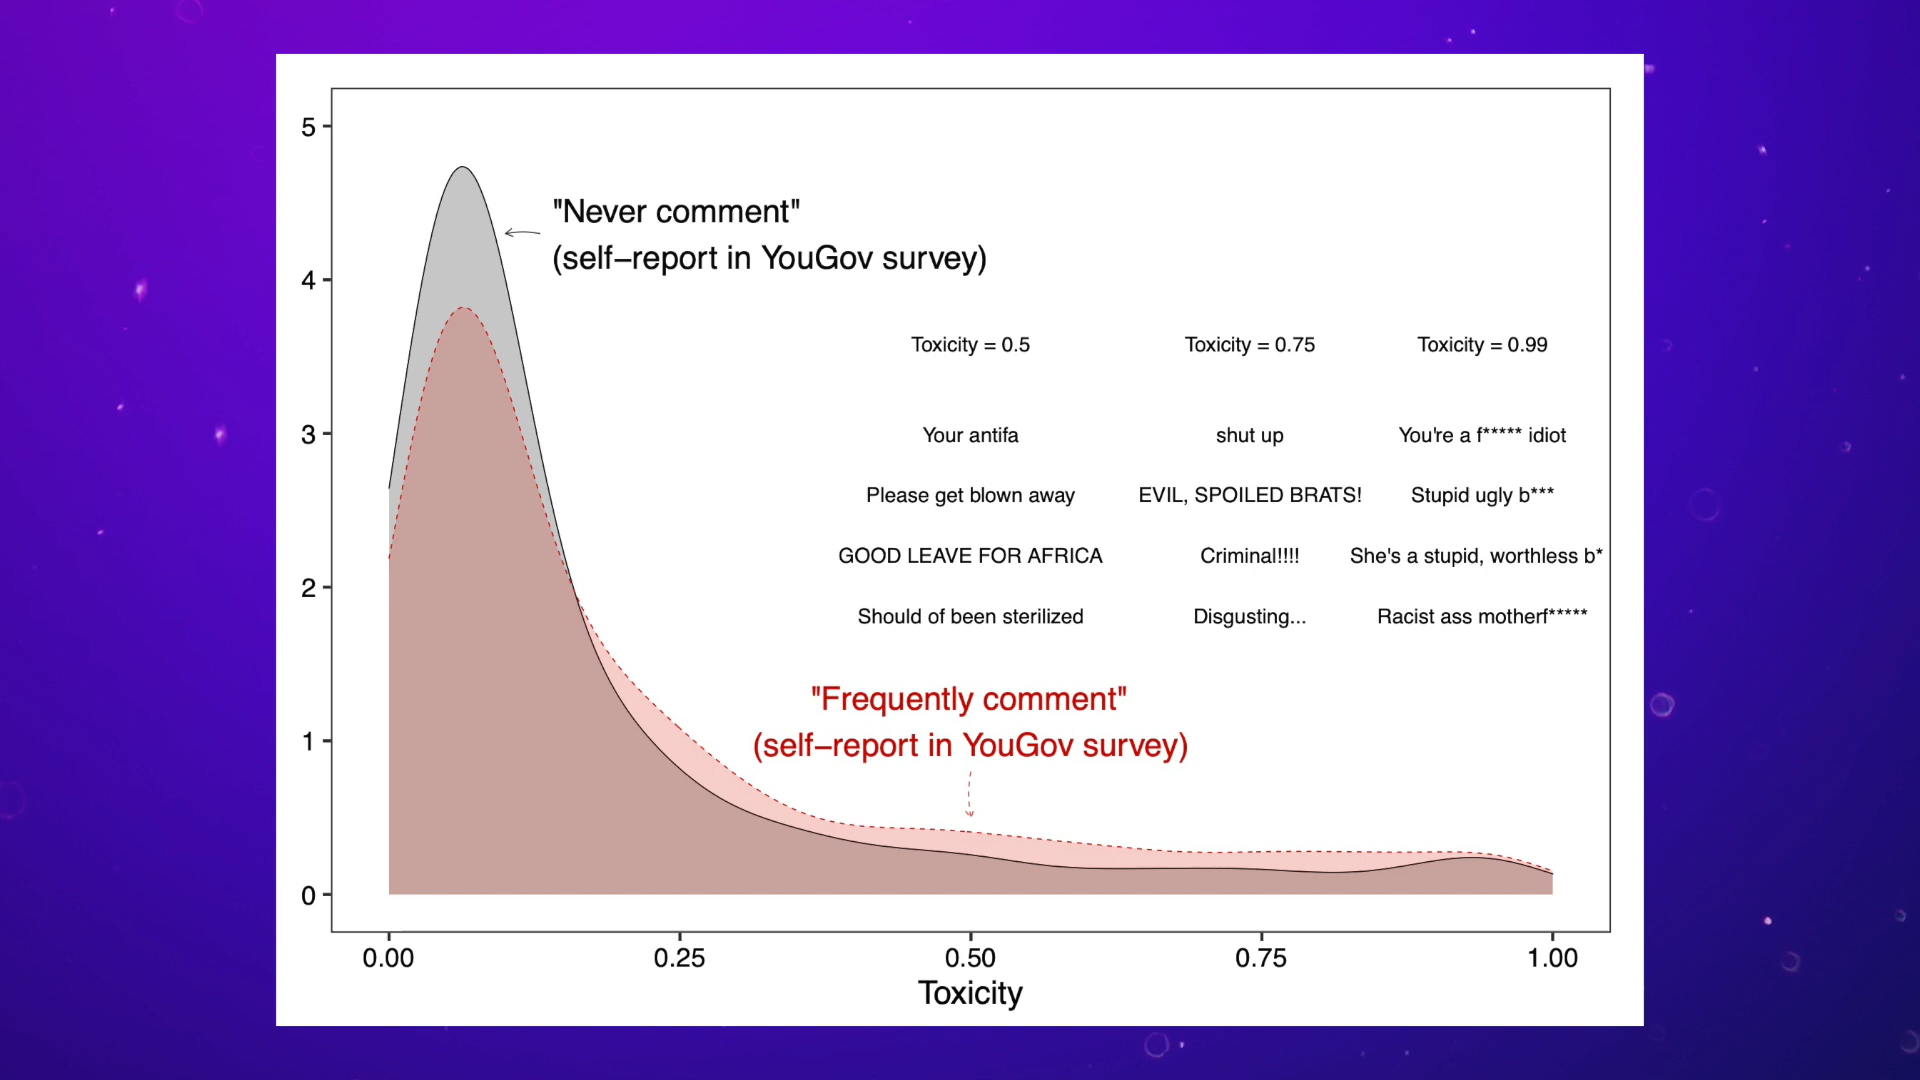 5
4
3
2
1
0
"Never comment"
(self–report in YouGov survey)
Toxicity = 0.5 Toxicity = 0.75 Toxicity = 0.99
Your antifa shut up You're a f***** idiot
Please get blown away EVIL, SPOILED BRATS! Stupid ugly b***
GOOD LEAVE FOR AFRICA Criminal!!!! She's a stupid, worthless b*
Should of been sterilized Disgusting... Racist ass motherf*****
"Frequently comment"
(self–report in YouGov survey)
0.00 0.25 0.50 0.75 1.00
Toxicity